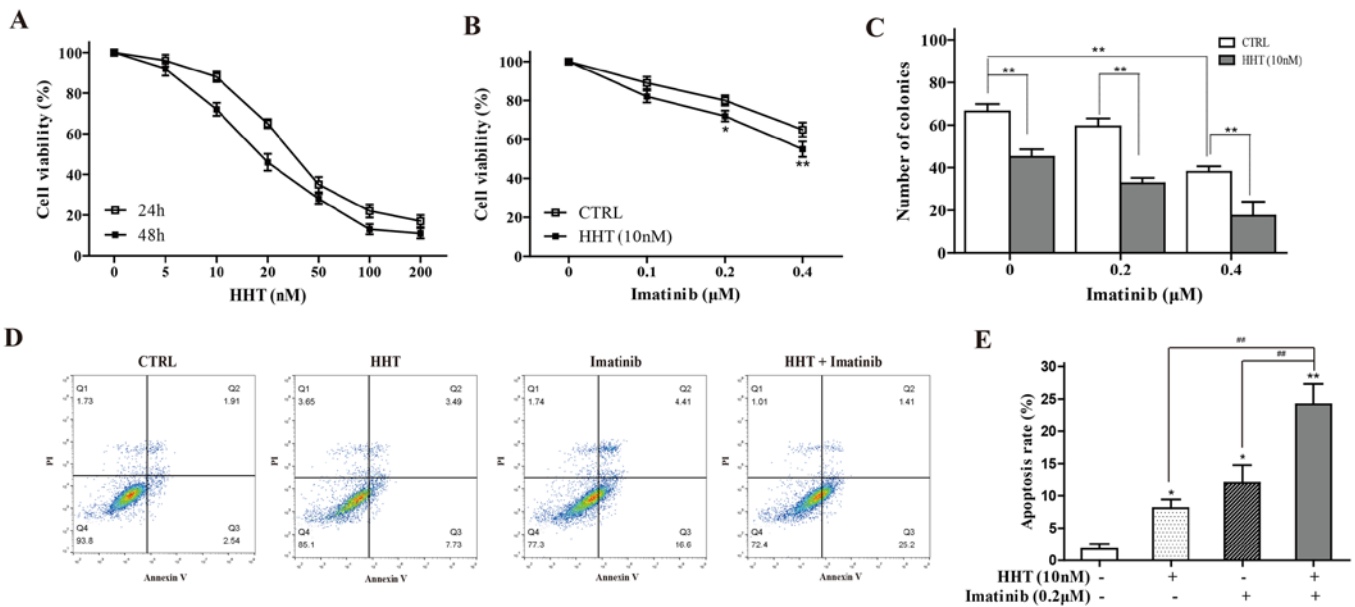 A
Cell viability (%)
100
80
60
40
20
0
24h
48h
0 5 10 20 50 100 200
HHT (nM)
B
Cell viability (%)
100
80
60
40
20
0
*
**
CTRL
HHT (10nM)
0 0.1 0.2 0.4
Imatinib (μM)
C
Number of colonies
100
80
60
40
20
0
CTRL
HHT (10nM)
**
** ** **
0 0.2 0.4
Imatinib (μM)
D
CTRL
Q1 Q2
1.73 1.91
PI
Q4 Q3
93.8 2.54
Annexin V
HHT
Q1 Q2
3.65 3.49
PI
Q4 Q3
85.1 7.73
Annexin V
Imatinib
Q1 Q2
1.74 4.41
PI
Q4 Q3
77.3 16.6
Annexin V
HHT + Imatinib
Q1 Q2
1.01 1.41
PI
Q4 Q3
72.4 25.2
Annexin V
E
Apoptosis rate (%)
30
25
20
15
10
5
0
##
##
* * **
HHT (10nM) - + - +
Imatinib (0.2μM) - - + +